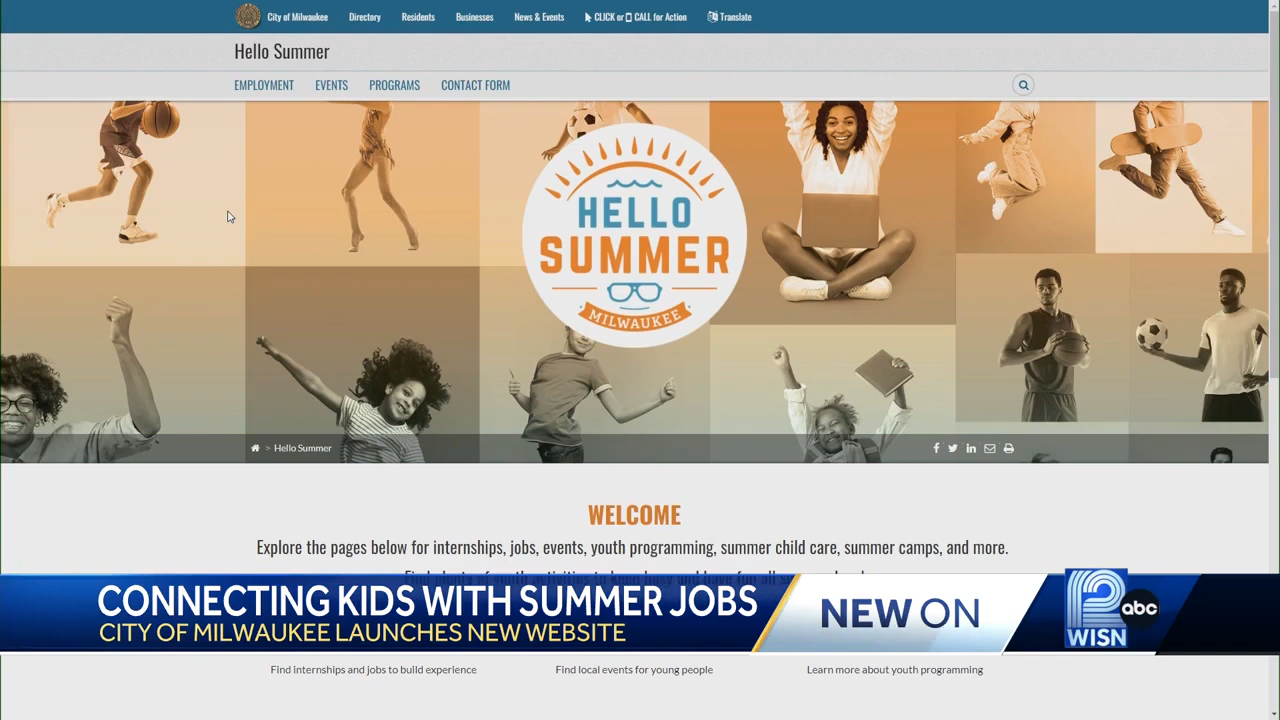 City of Milwaukee Directory Residents Businesses News & Events CLICK or CALL for Action Translate
Hello Summer
EMPLOYMENT EVENTS PROGRAMS CONTACT FORM
HELLO
SUMMER
MILWAUKEE
> Hello Summer
WELCOME
Explore the pages below for internships, jobs, events, youth programming, summer child care, summer camps, and more.
CONNECTING KIDS WITH SUMMER JOBS
CITY OF MILWAUKEE LAUNCHES NEW WEBSITE
NEW ON
12
WISN
abc
Find internships and jobs to build experience Find local events for young people Learn more about youth programming